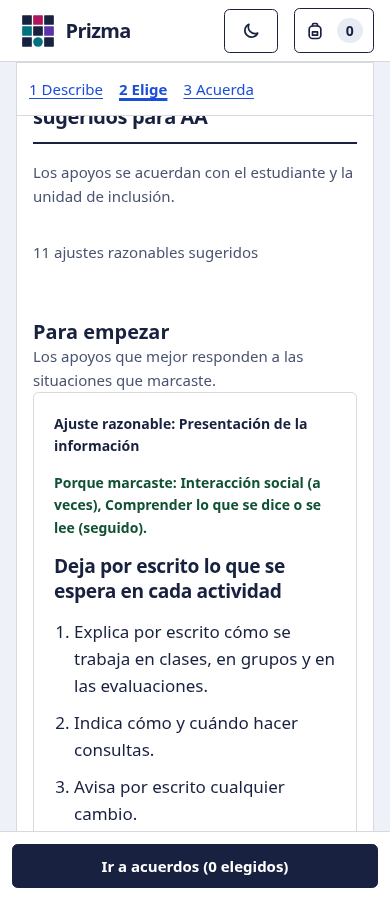 Prizma
0
1 Describe 2 Elige 3 Acuerda
sugeridos para AA
Los apoyos se acuerdan con el estudiante y la
unidad de inclusión.
11 ajustes razonables sugeridos
Para empezar
Los apoyos que mejor responden a las
situaciones que marcaste.
Ajuste razonable: Presentación de la
información
Porque marcaste: Interacción social (a
veces), Comprender lo que se dice o se
lee (seguido).
Deja por escrito lo que se
espera en cada actividad
1. Explica por escrito cómo se
trabaja en clases, en grupos y en
las evaluaciones.
2. Indica cómo y cuándo hacer
consultas.
3. Avisa por escrito cualquier
cambio.
Ir a acuerdos (0 elegidos)